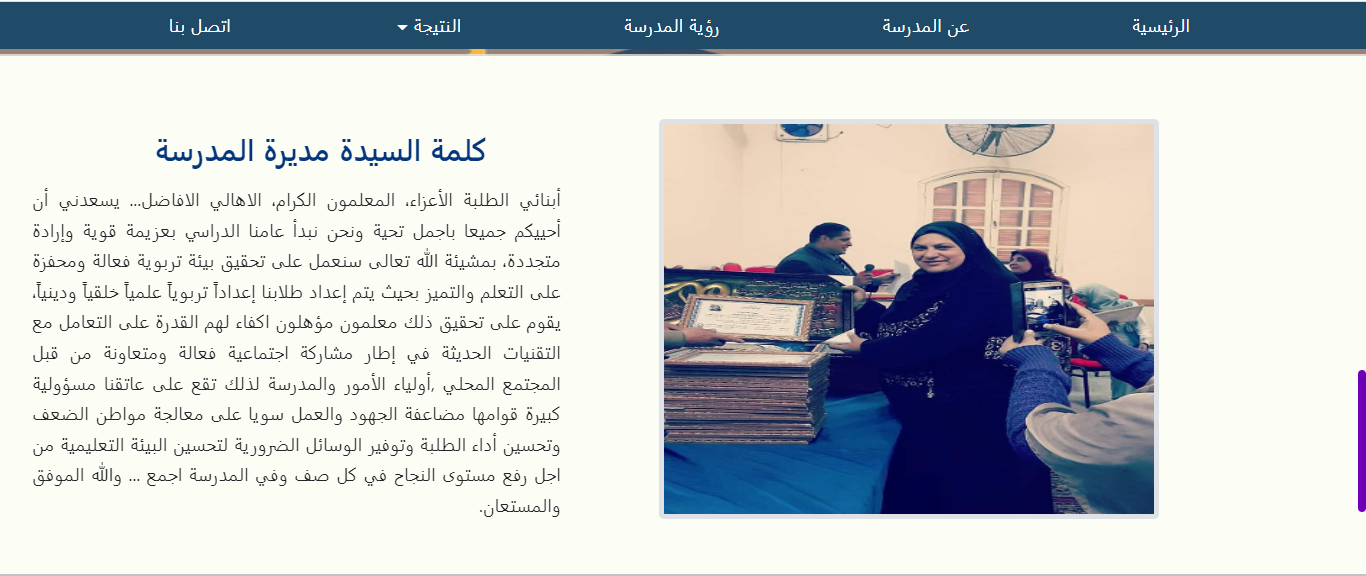 الرئيسية
عن المدرسة
رؤية المدرسة
النتيجة
اتصل بنا
كلمة السيدة مديرة المدرسة
أبنائي الطلبة الأعزاء، المعلمون الكرام، الاهالي الافاضل... يسعدني أن
أحييكم جميعا باجمل تحية ونحن نبدأ عامنا الدراسي بعزيمة قوية وإرادة
متجددة، بمشيئة الله تعالى سنعمل على تحقيق بيئة تربوية فعالة ومحفزة
على التعلم والتميز بحيث يتم إعداد طلابنا إعداداً تربوياً علمياً خلقياً ودينياً،
يقوم على تحقيق ذلك معلمون مؤهلون اكفاء لهم القدرة على التعامل مع
التقنيات الحديثة في إطار مشاركة اجتماعية فعالة ومتعاونة من قبل
المجتمع المحلي ,أولياء الأمور والمدرسة لذلك تقع على عاتقنا مسؤولية
كبيرة قوامها مضاعفة الجهود والعمل سويا على معالجة مواطن الضعف
وتحسين أداء الطلبة وتوفير الوسائل الضرورية لتحسين البيئة التعليمية من
اجل رفع مستوى النجاح في كل صف وفي المدرسة اجمع ... والله الموفق
والمستعان.